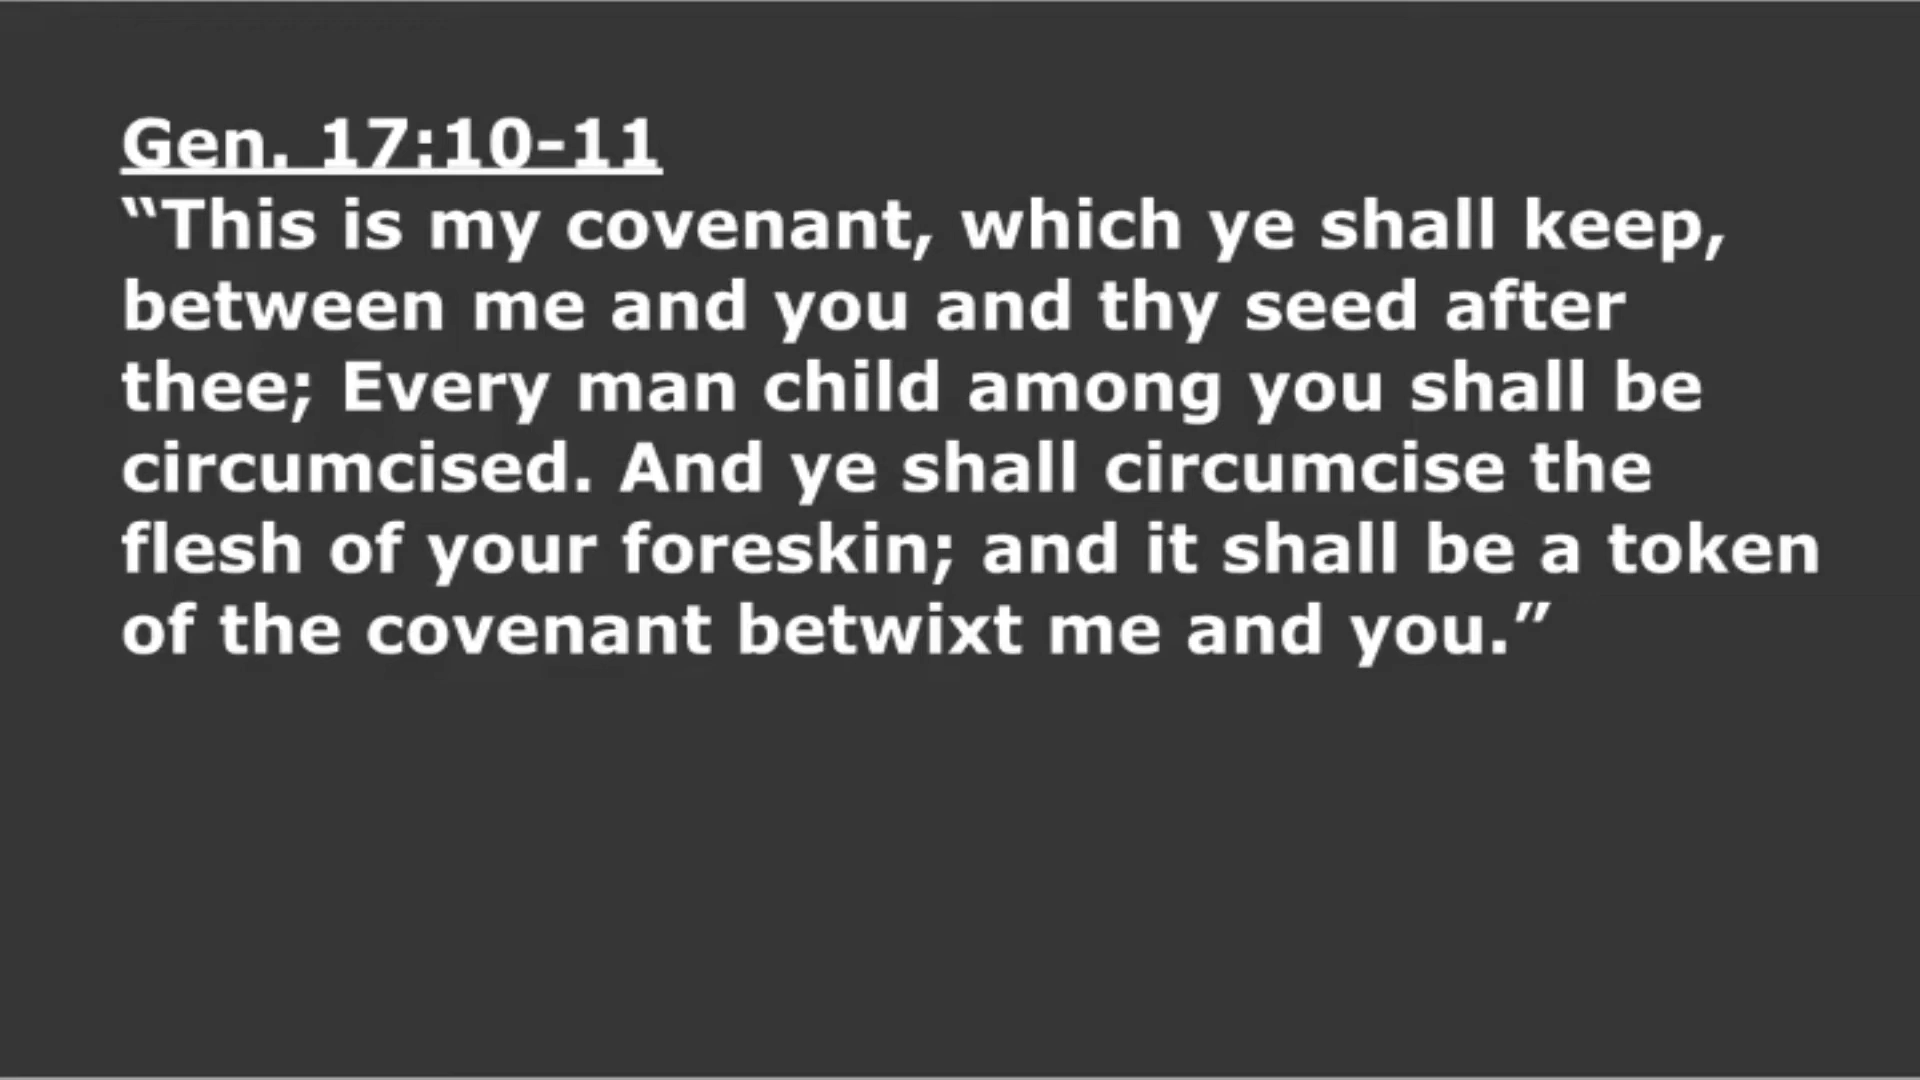 Gen. 17:10-11
“This is my covenant, which ye shall keep,
between me and you and thy seed after
thee; Every man child among you shall be
circumcised. And ye shall circumcise the
flesh of your foreskin; and it shall be a token
of the covenant betwixt me and you.”